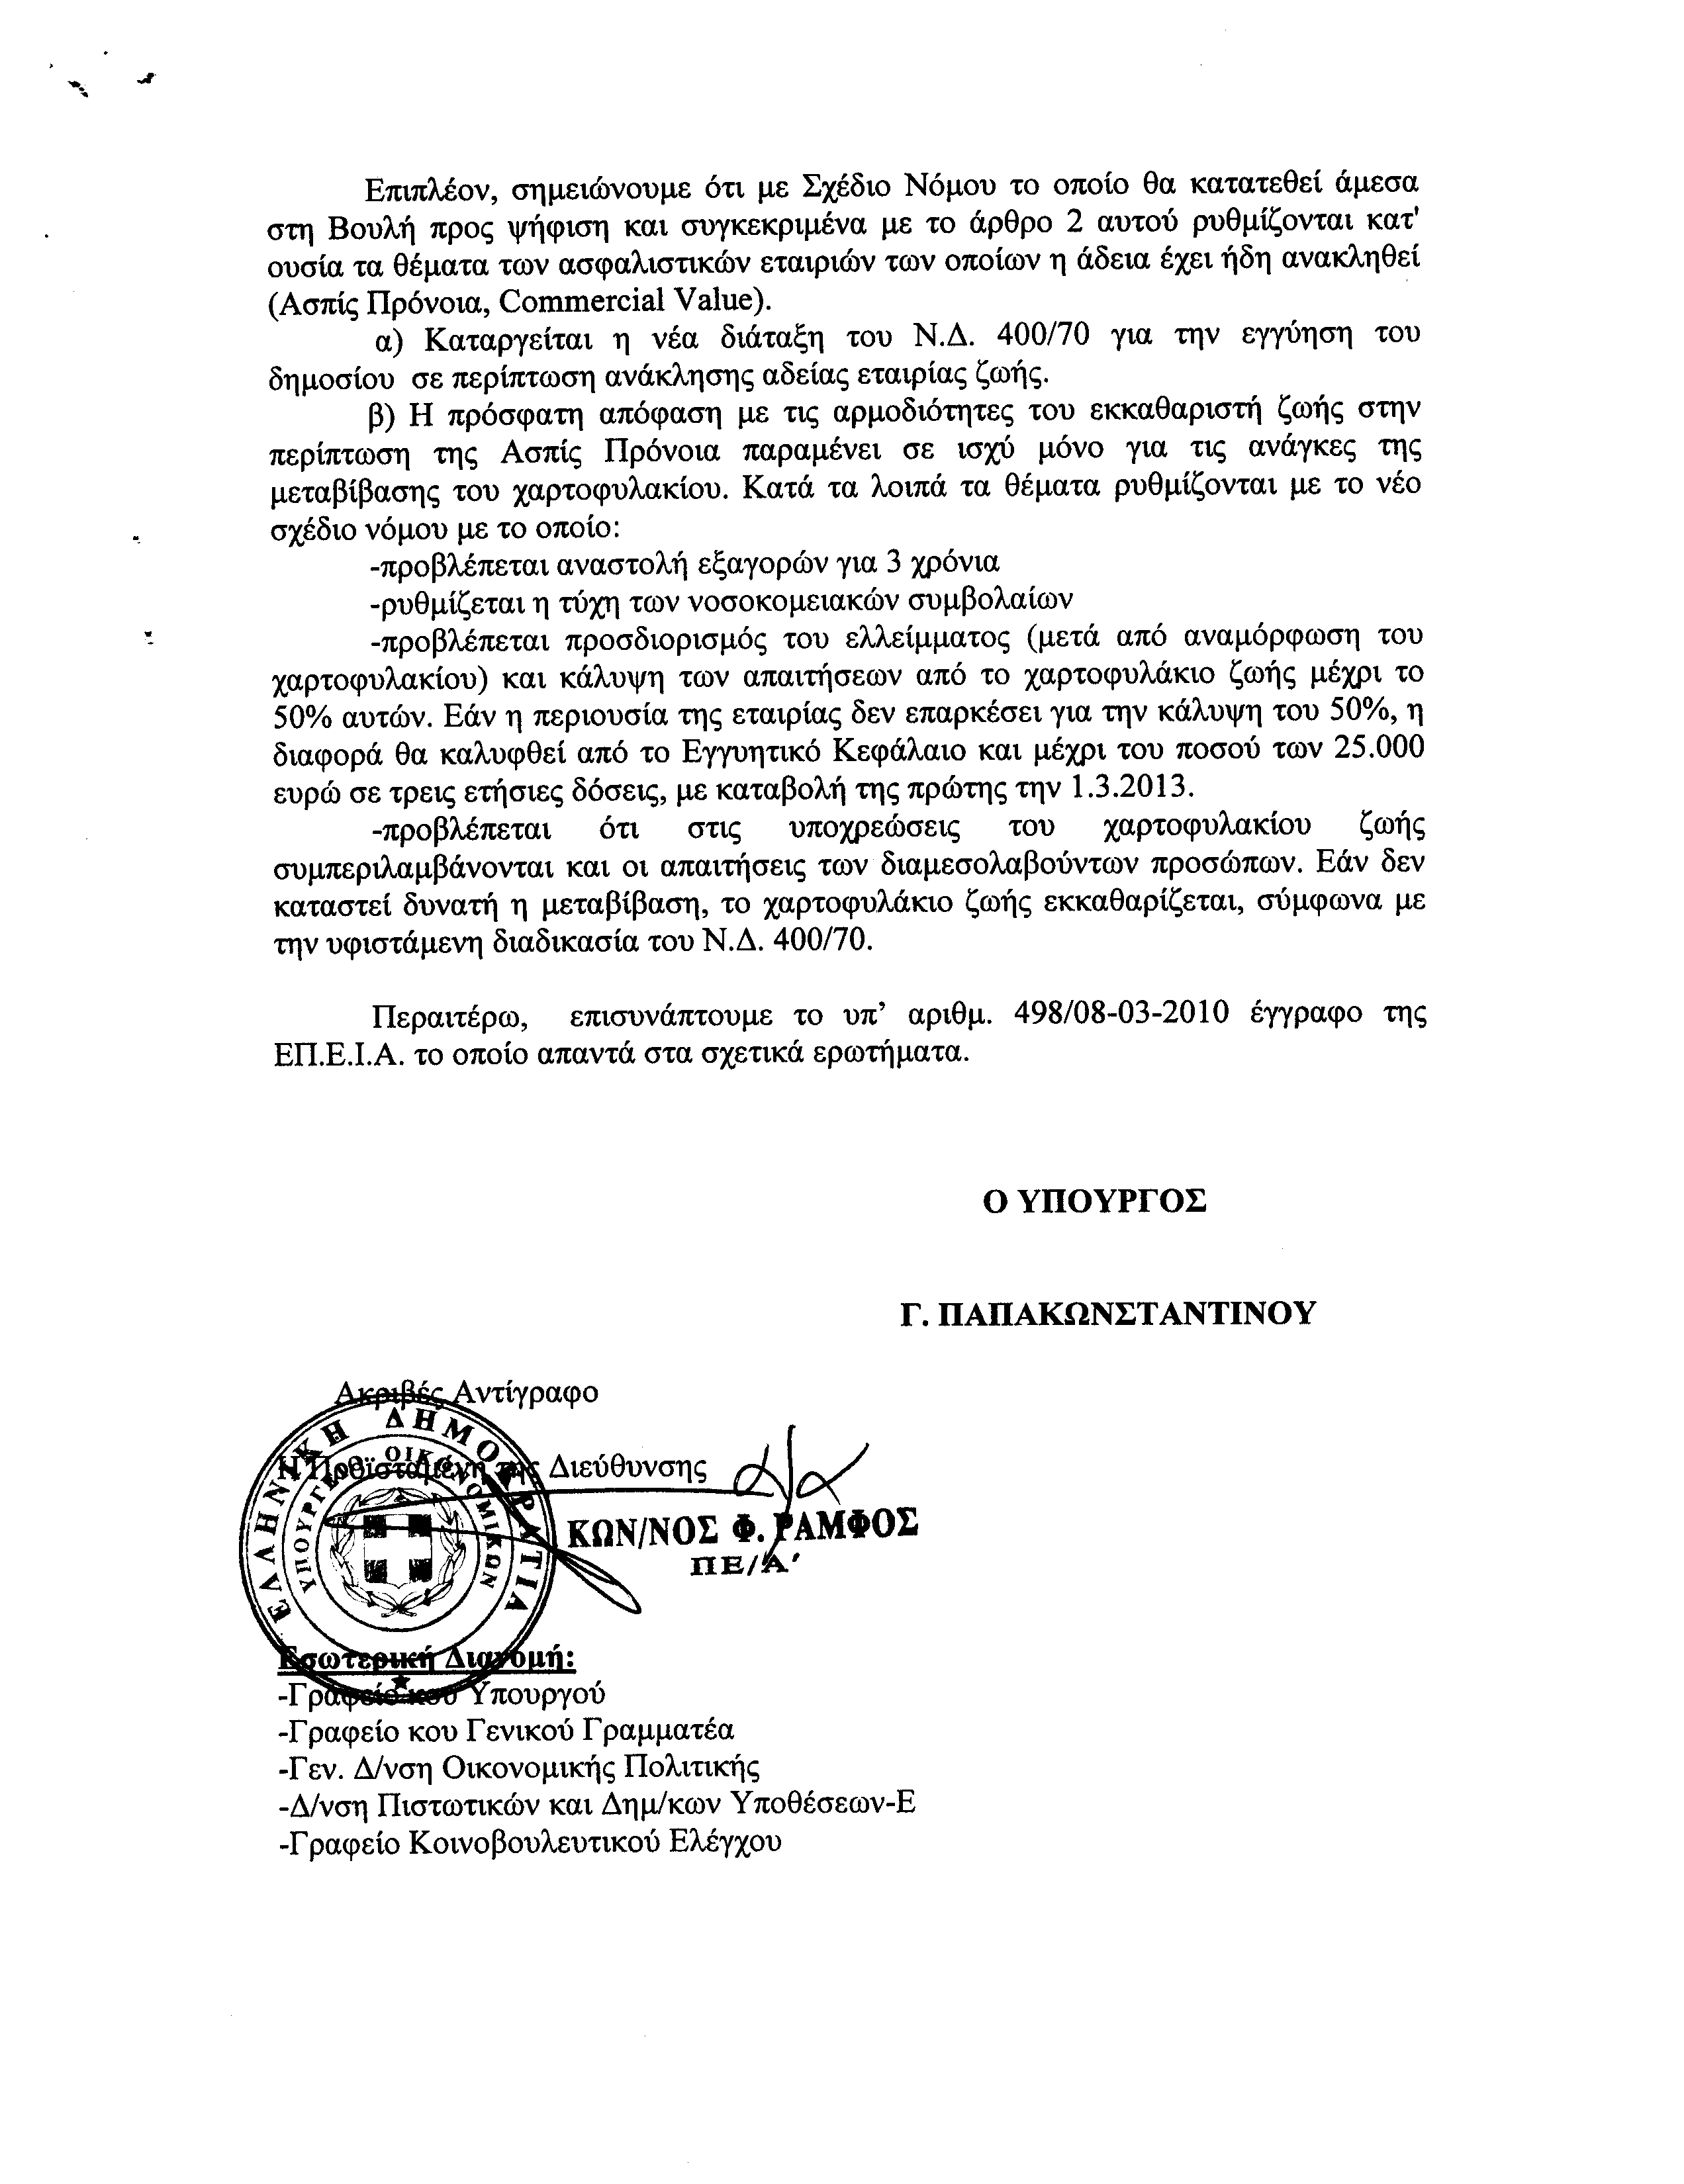 Επιπλέον, σημειώνουμε ότι με Σχέδιο Νόμου το οποίο θα κατατεθεί άμεσα
στη Βουλή προς ψήφιση και συγκεκριμένα με το άρθρο 2 αυτού ρυθμίζονται κατ'
ουσία τα θέματα των ασφαλιστικών εταιριών των οποίων η άδεια έχει ήδη ανακληθεί
(Ασπίς Πρόνοια, Commercial Value).
α) Καταργείται η νέα διάταξη του Ν.Δ. 400/70 για την εγγύηση του
δημοσίου σε περίπτωση ανάκλησης αδείας εταιρίας ζωής.
β) Η πρόσφατη απόφαση με τις αρμοδιότητες του εκκαθαριστή ζωής στην
περίπτωση της Ασπίς Πρόνοια παραμένει σε ισχύ μόνο για τις ανάγκες της
μεταβίβασης του χαρτοφυλακίου. Κατά τα λοιπά τα θέματα ρυθμίζονται με το νέο
σχέδιο νόμου με το οποίο:
-προβλέπεται αναστολή εξαγορών για 3 χρόνια
-ρυθμίζεται η τύχη των νοσοκομειακών συμβολαίων
-προβλέπεται προσδιορισμός του ελλείμματος (μετά από αναμόρφωση του
χαρτοφυλακίου) και κάλυψη των απαιτήσεων από το χαρτοφυλάκιο ζωής μέχρι το
50% αυτών. Εάν η περιουσία της εταιρίας δεν επαρκέσει για την κάλυψη του 50%, η
διαφορά θα καλυφθεί από το Εγγυητικό Κεφάλαιο και μέχρι του ποσού των 25.000
ευρώ σε τρεις ετήσιες δόσεις, με καταβολή της πρώτης την 1.3.2013.
-προβλέπεται ότι στις υποχρεώσεις του χαρτοφυλακίου ζωής
συμπεριλαμβάνονται και οι απαιτήσεις των διαμεσολαβούντων προσώπων. Εάν δεν
καταστεί δυνατή η μεταβίβαση, το χαρτοφυλάκιο ζωής εκκαθαρίζεται, σύμφωνα με
την υφιστάμενη διαδικασία του Ν.Δ. 400/70.
Περαιτέρω, επισυνάπτουμε το υπ’ αριθμ. 498/08-03-2010 έγγραφο της
ΕΠ.Ε.Ι.Α. το οποίο απαντά στα σχετικά ερωτήματα.
Ο ΥΠΟΥΡΓΟΣ
Γ. ΠΑΠΑΚΩΝΣΤΑΝΤΙΝΟΥ
Ακριβές Αντίγραφο
Η Προϊσταμένη της Διεύθυνσης
ΕΛΛΗΝΙΚΗ ΔΗΜΟΚΡΑΤΙΑ
ΥΠΟΥΡΓΕΙΟ ΟΙΚΟΝΟΜΙΚΩΝ
ΚΩΝ/ΝΟΣ Φ. ΡΑΜΦΟΣ
ΠΕ/Α'
Εσωτερική Διανομή:
-Γραφείο κου Υπουργού
-Γραφείο κου Γενικού Γραμματέα
-Γεν. Δ/νση Οικονομικής Πολιτικής
-Δ/νση Πιστωτικών και Δημ/κων Υποθέσεων-Ε
-Γραφείο Κοινοβουλευτικού Ελέγχου